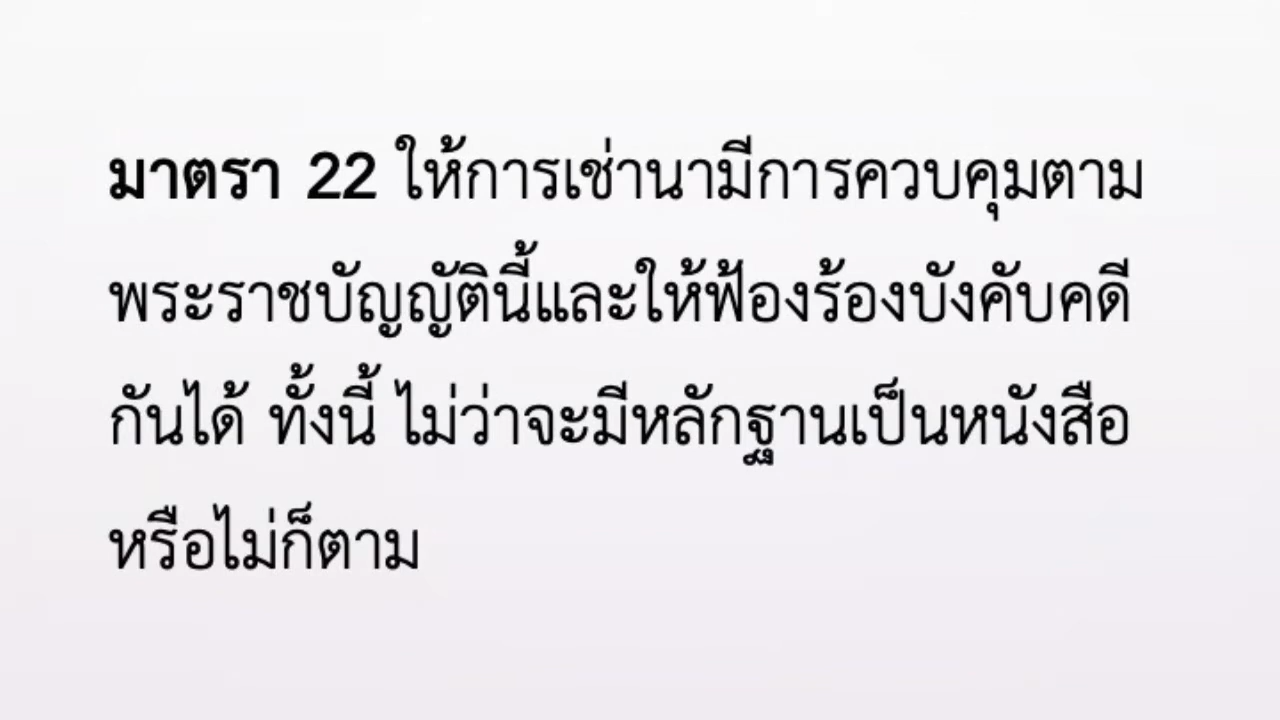 มาตรา 22 ให้การเช่านามีการควบคุมตาม
พระราชบัญญัตินี้และให้ฟ้องร้องบังคับคดี
กันได้ ทั้งนี้ ไม่ว่าจะมีหลักฐานเป็นหนังสือ
หรือไม่ก็ตาม